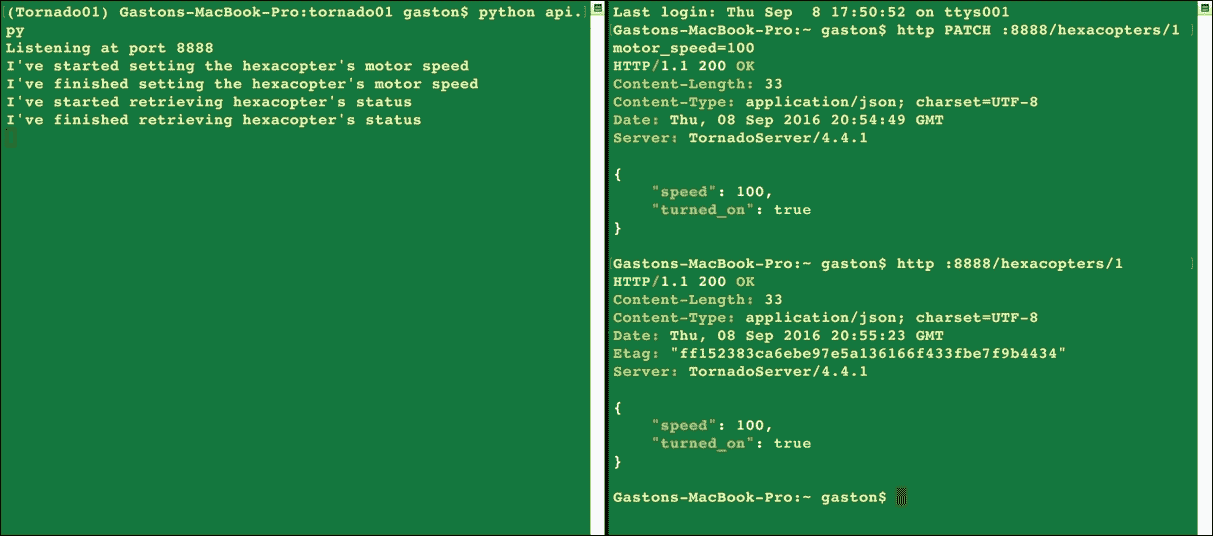 (Tornado01) Gastons-MacBook-Pro:tornado01 gaston$ python api.
py
Listening at port 8888
I've started setting the hexacopter's motor speed
I've finished setting the hexacopter's motor speed
I've started retrieving hexacopter's status
I've finished retrieving hexacopter's status
Last login: Thu Sep  8 17:50:52 on ttys001
Gastons-MacBook-Pro:~ gaston$ http PATCH :8888/hexacopters/1
motor_speed=100
HTTP/1.1 200 OK
Content-Length: 33
Content-Type: application/json; charset=UTF-8
Date: Thu, 08 Sep 2016 20:54:49 GMT
Server: TornadoServer/4.4.1
{
    "speed": 100,
    "turned_on": true
}
Gastons-MacBook-Pro:~ gaston$ http :8888/hexacopters/1
HTTP/1.1 200 OK
Content-Length: 33
Content-Type: application/json; charset=UTF-8
Date: Thu, 08 Sep 2016 20:55:23 GMT
Etag: "ff152383ca6ebe97e5a136166f433fbe7f9b4434"
Server: TornadoServer/4.4.1
{
    "speed": 100,
    "turned_on": true
}
Gastons-MacBook-Pro:~ gaston$